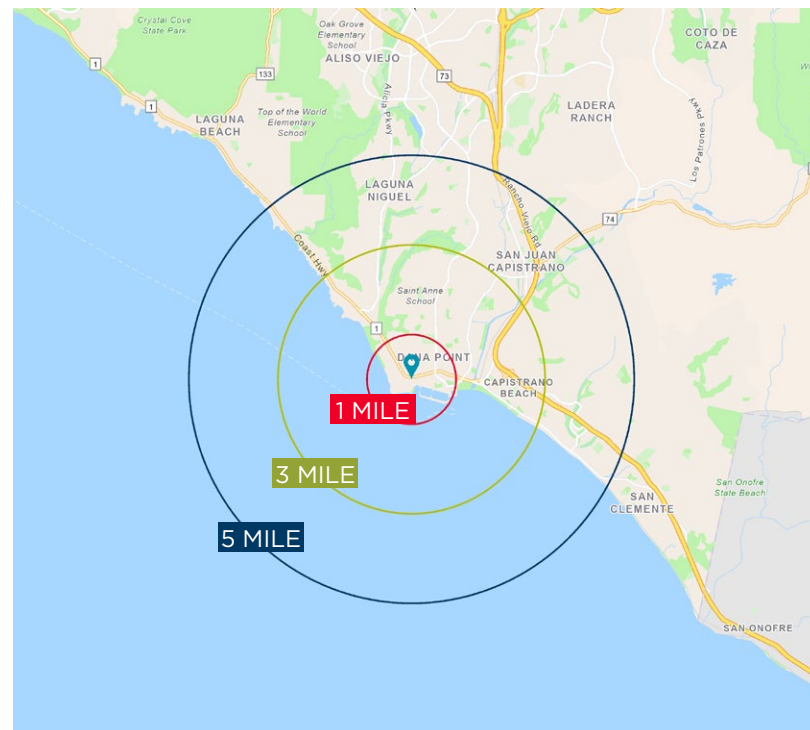 Crystal Cove
State Park
Oak Grove
Elementary
School
ALISO VIEJO
COTO DE
CAZA
1
133
73
1
LAGUNA
BEACH
Top of the World
Elementary
School
Alicia Pkwy
LADERA
RANCH
Los Patrones Pkwy
LAGUNA
NIGUEL
Rancho Viejo Rd
74
Coast Hwy
SAN JUAN
CAPISTRANO
Saint Anne
School
1
DANA POINT
CAPISTRANO
BEACH
1 MILE
3 MILE
San Onofre
State Beach
SAN
CLEMENTE
5 MILE
SAN ONOFRE